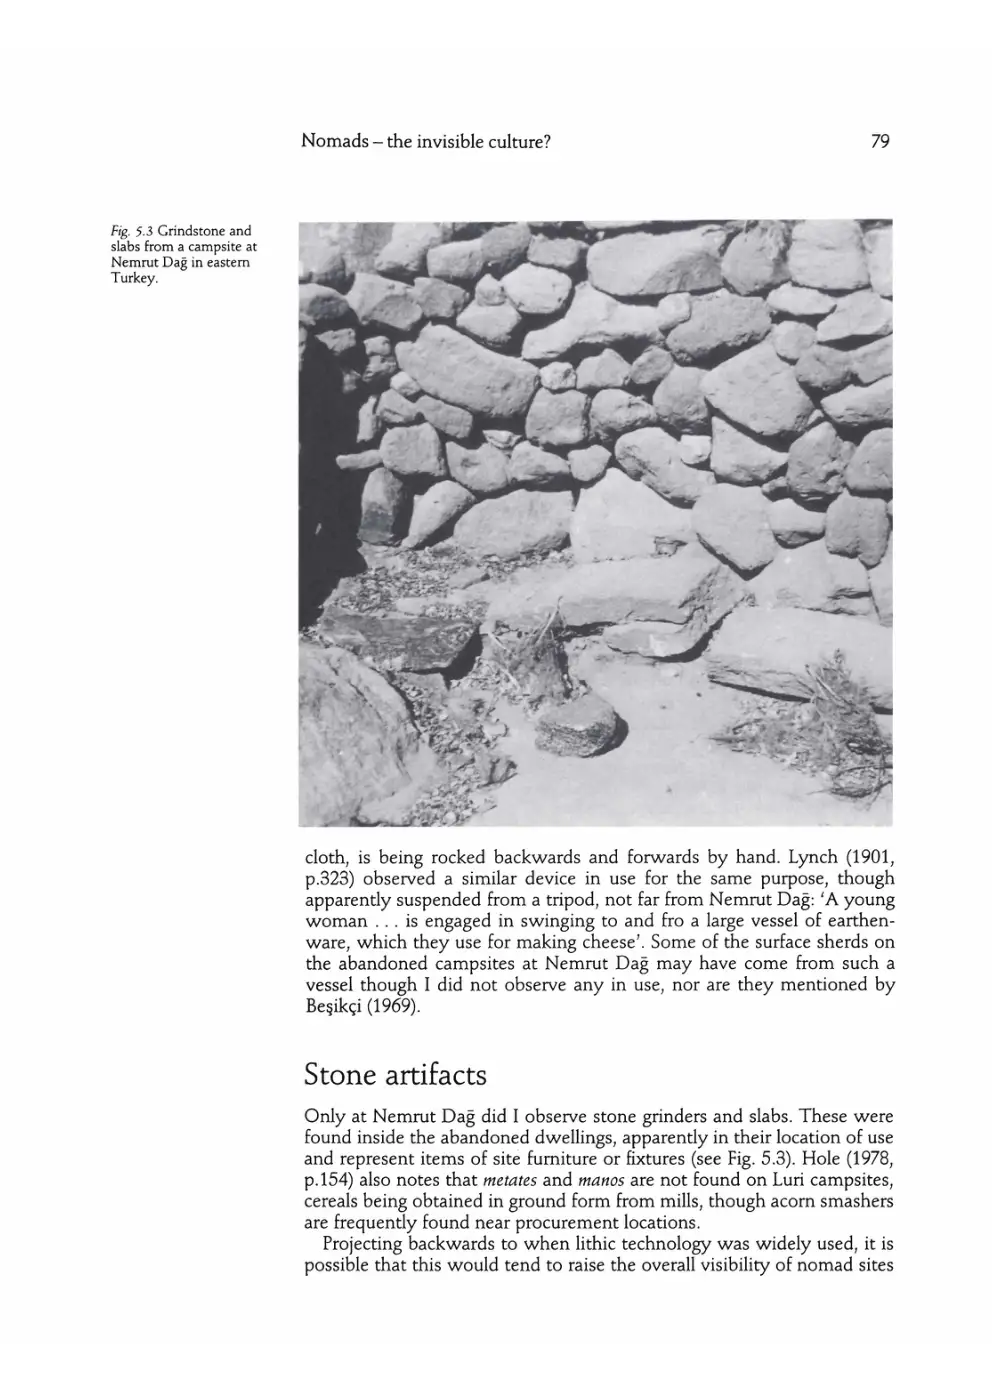 Nomads – the invisible culture? 79
Fig. 5.3 Grindstone and
slabs from a campsite at
Nemrut Dağ in eastern
Turkey.
cloth, is being rocked backwards and forwards by hand. Lynch (1901,
p.323) observed a similar device in use for the same purpose, though
apparently suspended from a tripod, not far from Nemrut Dağ: ‘A young
woman . . . is engaged in swinging to and fro a large vessel of earthen-
ware, which they use for making cheese’. Some of the surface sherds on
the abandoned campsites at Nemrut Dağ may have come from such a
vessel though I did not observe any in use, nor are they mentioned by
Beşikçi (1969).
Stone artifacts
Only at Nemrut Dağ did I observe stone grinders and slabs. These were
found inside the abandoned dwellings, apparently in their location of use
and represent items of site furniture or fixtures (see Fig. 5.3). Hole (1978,
p.154) also notes that metates and manos are not found on Luri campsites,
cereals being obtained in ground form from mills, though acorn smashers
are frequently found near procurement locations.
Projecting backwards to when lithic technology was widely used, it is
possible that this would tend to raise the overall visibility of nomad sites